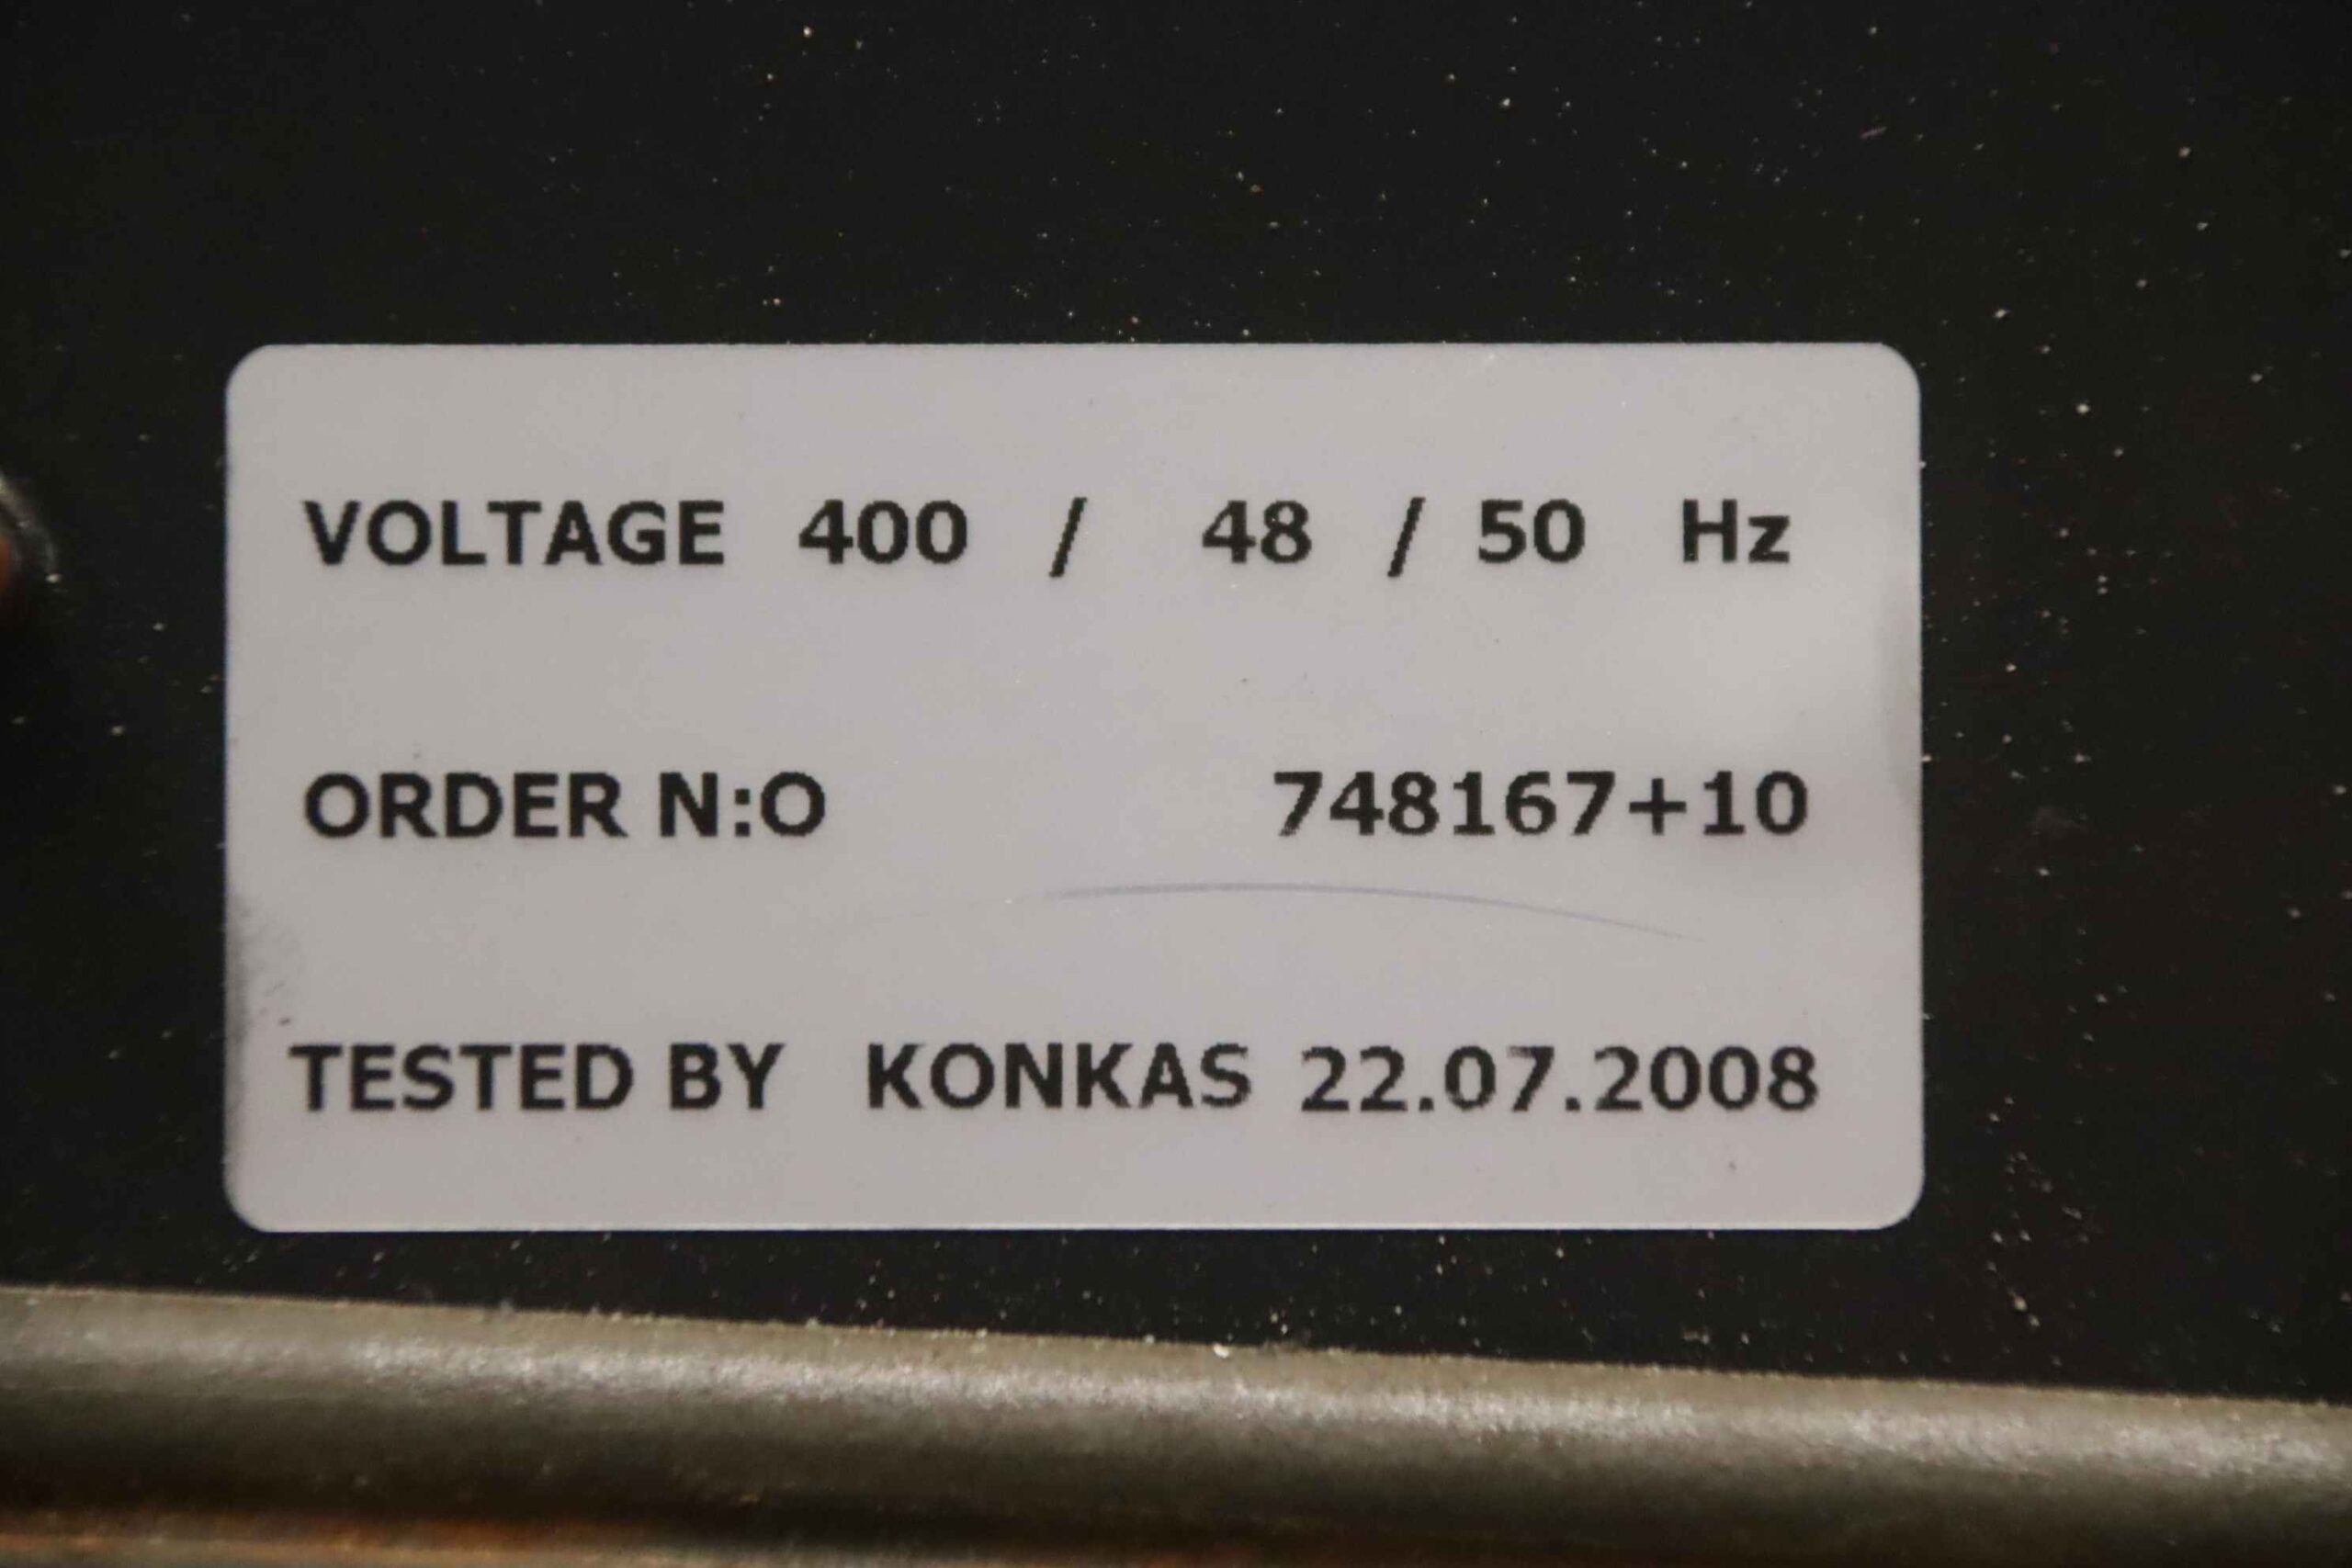 VOLTAGE 400 / 48 / 50 Hz
ORDER N:O 748167+10
TESTED BY KONKAS 22.07.2008